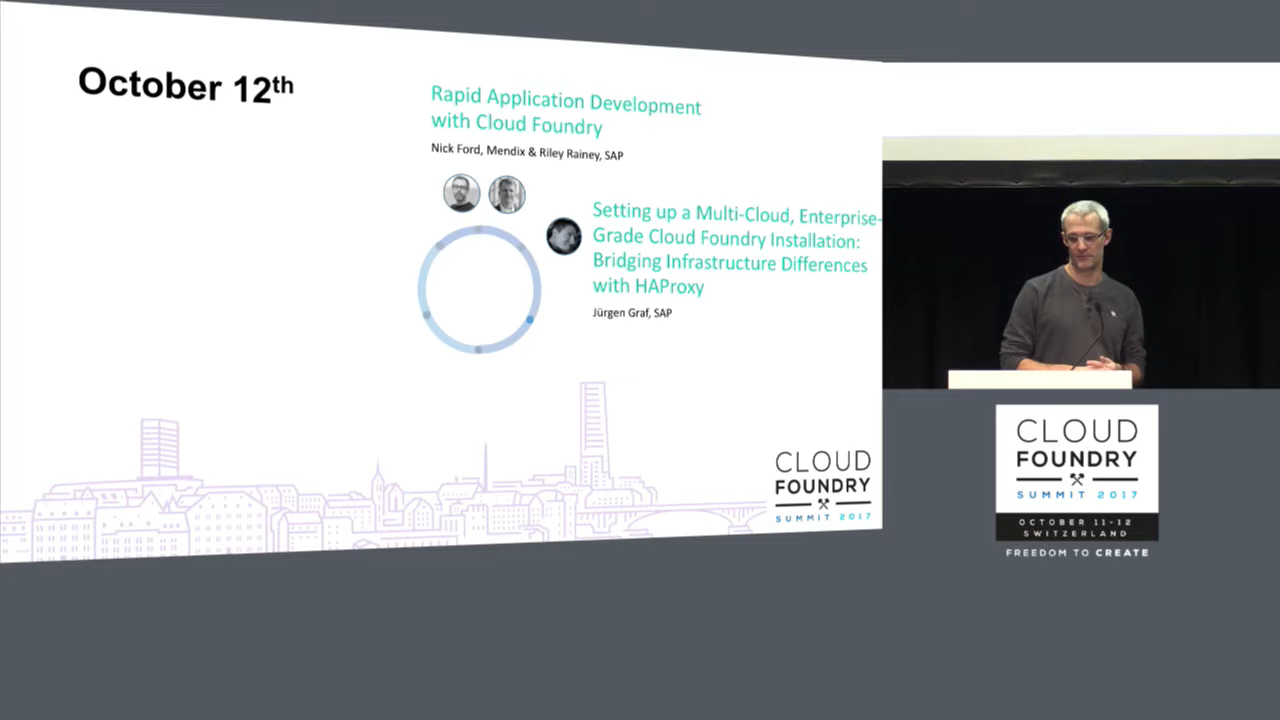 October 12th
Rapid Application Development
with Cloud Foundry
Nick Ford, Mendix & Riley Rainey, SAP
Setting up a Multi-Cloud, Enterprise-
Grade Cloud Foundry Installation:
Bridging Infrastructure Differences
with HAProxy
Jürgen Graf, SAP
CLOUD
FOUNDRY
SUMMIT 2017
CLOUD
FOUNDRY
SUMMIT 2017
OCTOBER 11-12
SWITZERLAND
FREEDOM TO CREATE